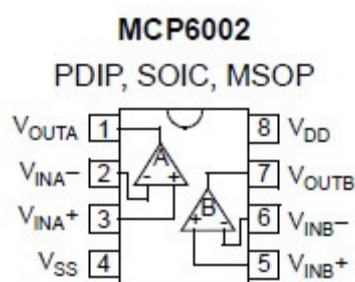 MCP6002
PDIP, SOIC, MSOP
VOUTA 1 8 VDD
A
VINA– 2 - + 7 VOUTB
B
VINA+ 3 + - 6 VINB–
VSS 4 5 VINB+